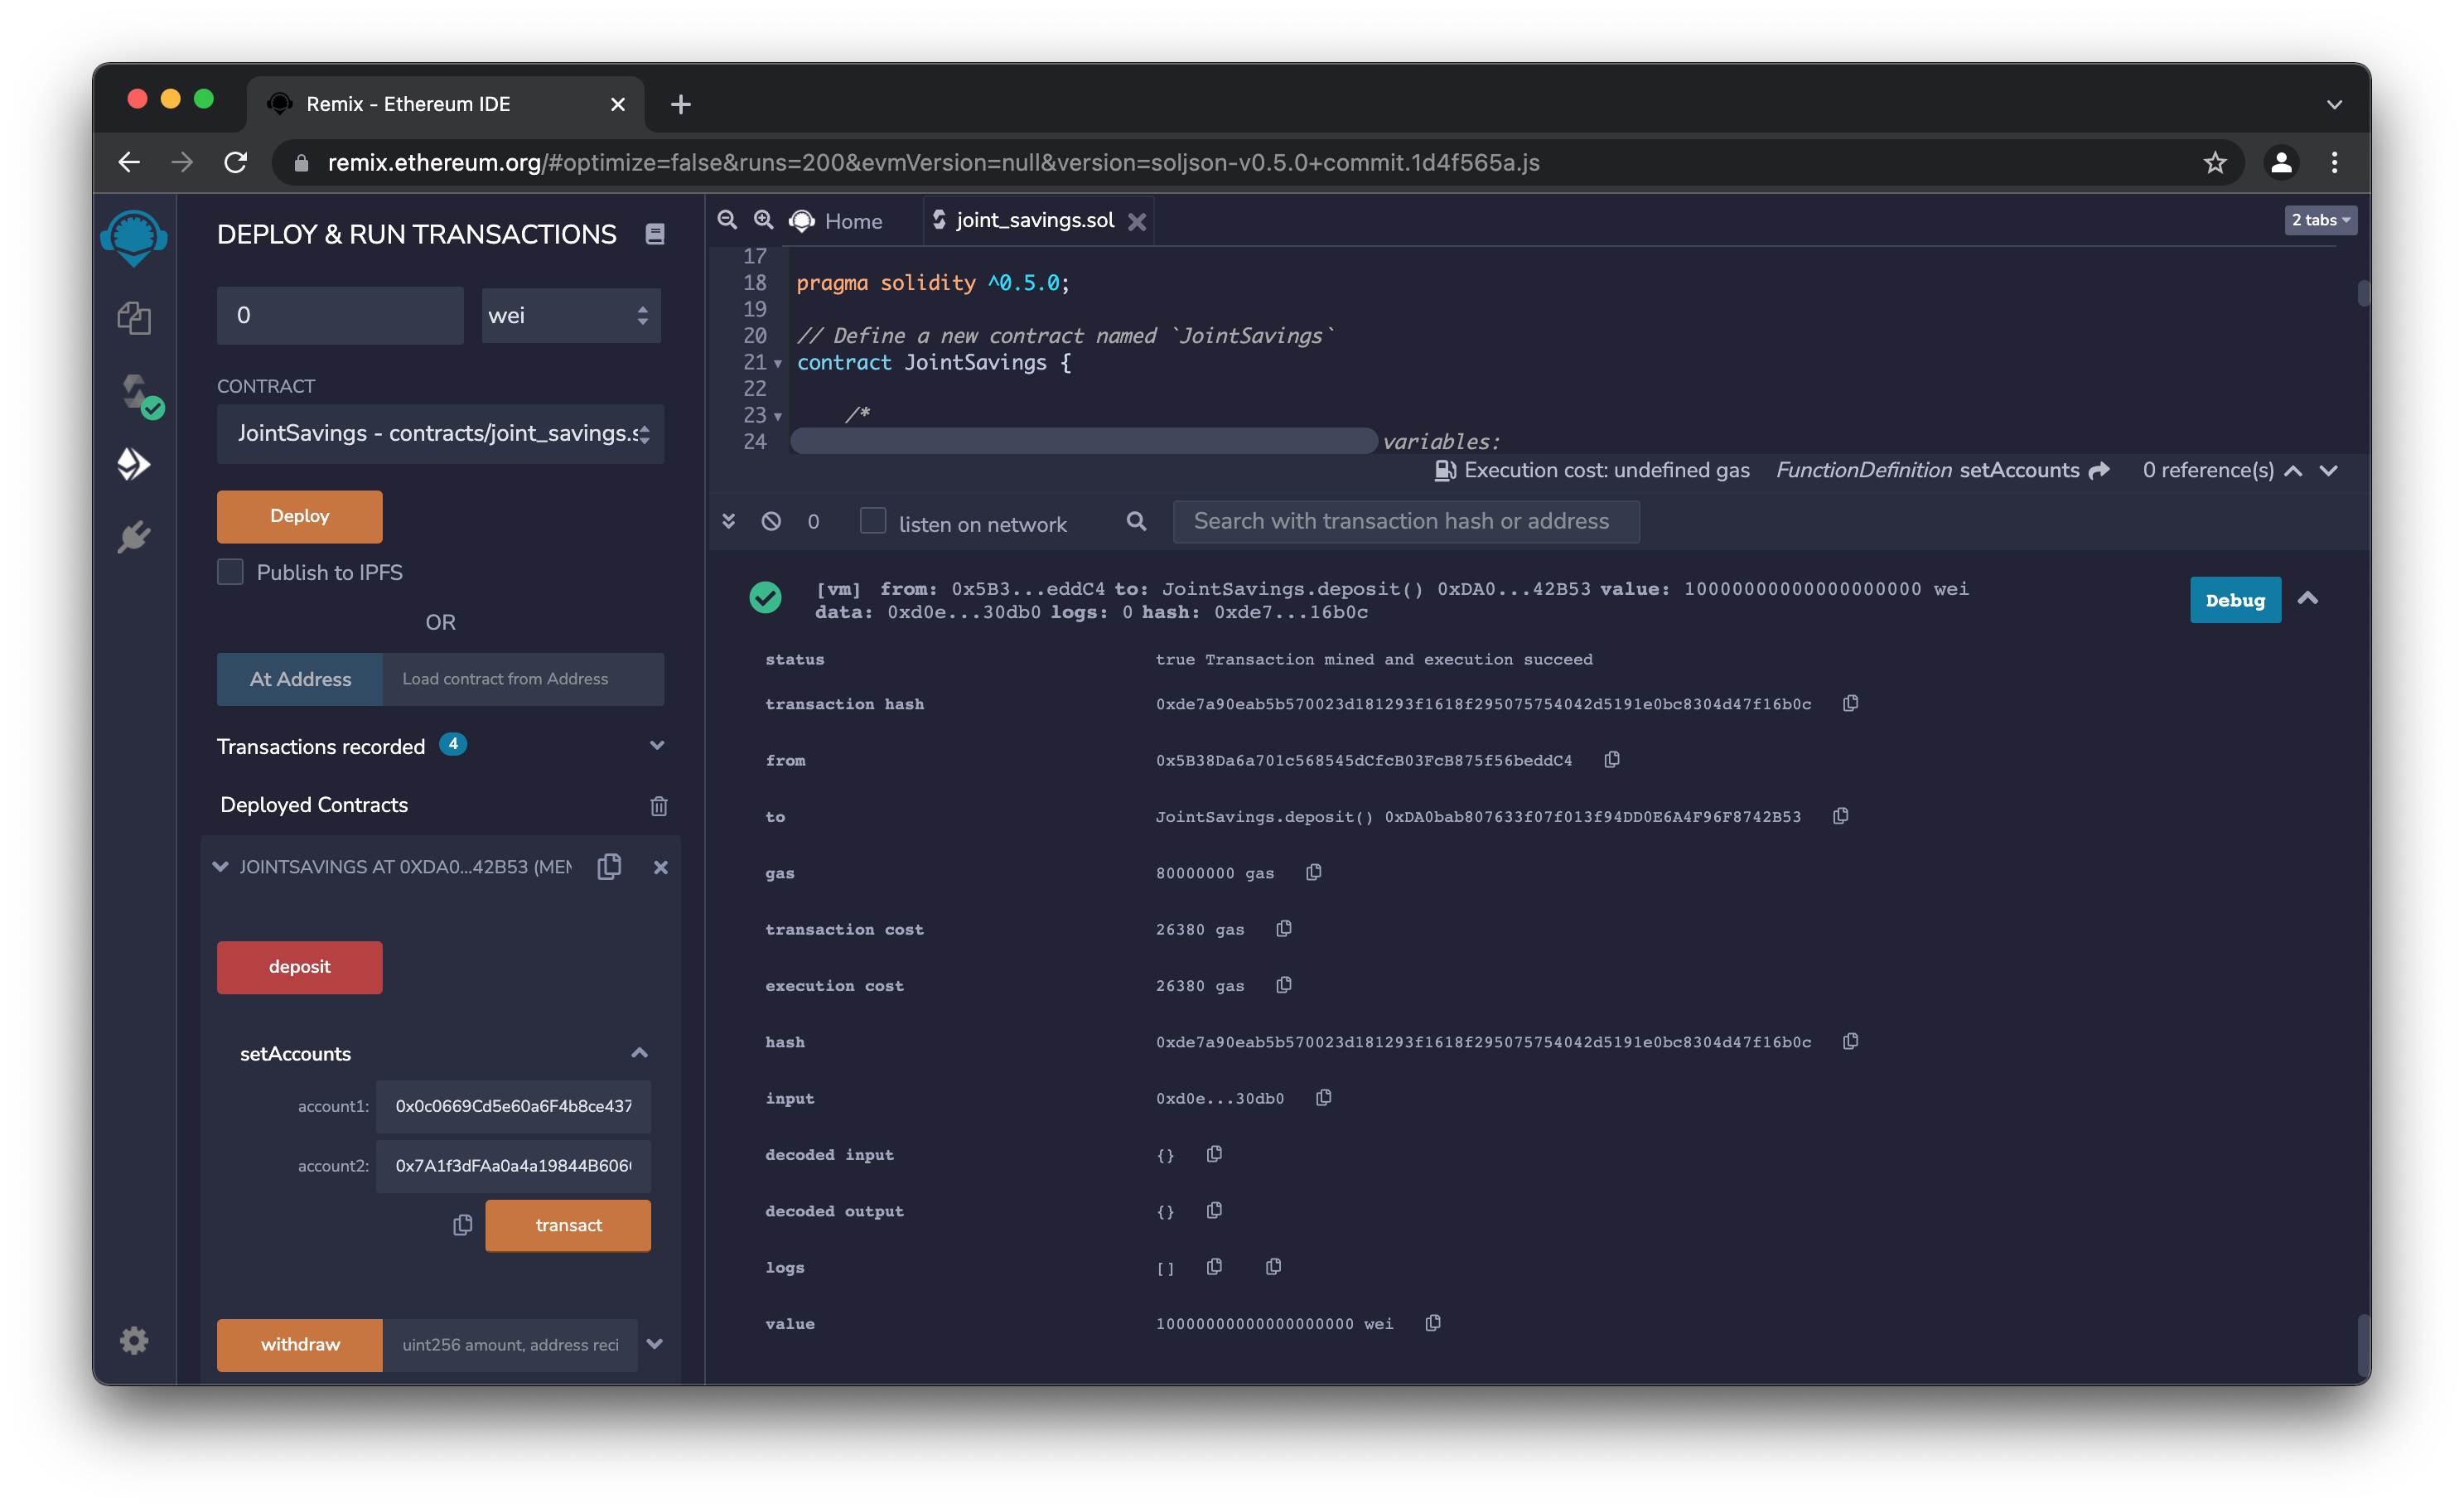 Remix - Ethereum IDE
remix.ethereum.org/#optimize=false&runs=200&evmVersion=null&version=soljson-v0.5.0+commit.1d4f565a.js
DEPLOY & RUN TRANSACTIONS
0 wei
CONTRACT
JointSavings - contracts/joint_savings.s
Deploy
Publish to IPFS
OR
At Address Load contract from Address
Transactions recorded 4
Deployed Contracts
JOINTSAVINGS AT 0XDA0...42B53 (MEM
deposit
setAccounts
account1: 0x0c0669Cd5e60a6F4b8ce437
account2: 0x7A1f3dFAa0a4a19844B606
transact
withdraw uint256 amount, address reci
Home joint_savings.sol 2 tabs
17
18 pragma solidity ^0.5.0;
19
20 // Define a new contract named `JointSavings`
21 contract JointSavings {
22
23 /*
24 variables:
Execution cost: undefined gas FunctionDefinition setAccounts 0 reference(s)
0 listen on network Search with transaction hash or address
[vm] from: 0x5B3...eddC4 to: JointSavings.deposit() 0xDA0...42B53 value: 10000000000000000000 wei
data: 0xd0e...30db0 logs: 0 hash: 0xde7...16b0c
Debug
status true Transaction mined and execution succeed
transaction hash 0xde7a90eab5b570023d181293f1618f295075754042d5191e0bc8304d47f16b0c
from 0x5B38Da6a701c568545dCfcB03FcB875f56beddC4
to JointSavings.deposit() 0xDA0bab807633f07f013f94DD0E6A4F96F8742B53
gas 80000000 gas
transaction cost 26380 gas
execution cost 26380 gas
hash 0xde7a90eab5b570023d181293f1618f295075754042d5191e0bc8304d47f16b0c
input 0xd0e...30db0
decoded input {}
decoded output {}
logs []
value 10000000000000000000 wei